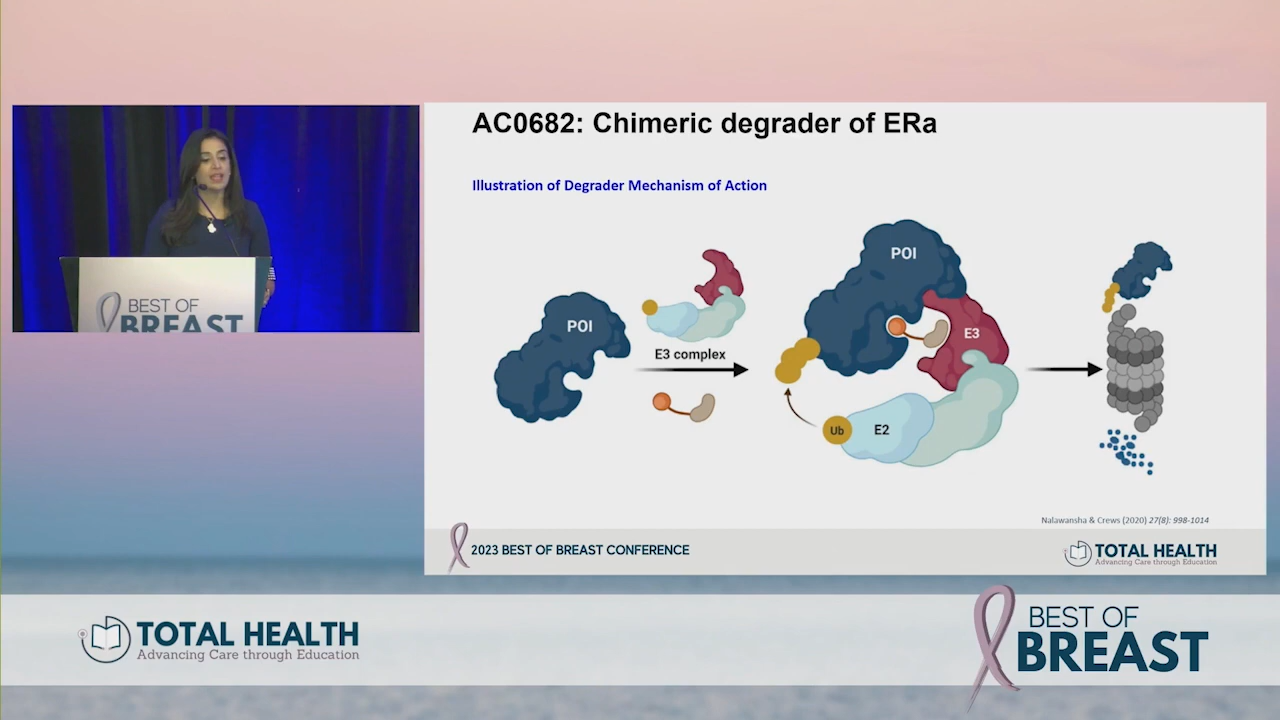 AC0682: Chimeric degrader of ERa
Illustration of Degrader Mechanism of Action
POI
E3 complex
POI
E3
Ub
E2
Nalawansha & Crews (2020) 27(8): 998-1014
2023 BEST OF BREAST CONFERENCE
TOTAL HEALTH
Advancing Care through Education
BEST OF
BREAST
TOTAL HEALTH
Advancing Care through Education
BEST OF
BREAST